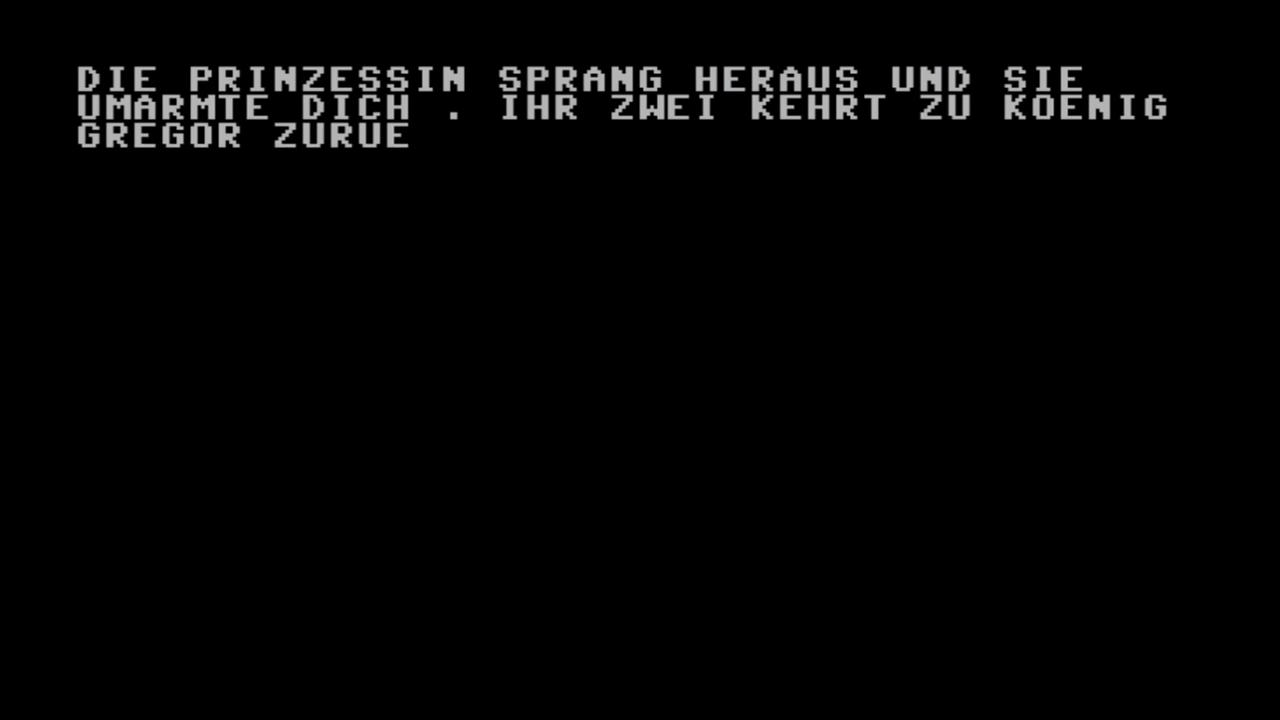 DIE PRINZESSIN SPRANG HERAUS UND SIE
UMARMTE DICH . IHR ZWEI KEHRT ZU KOENIG
GREGOR ZURUE